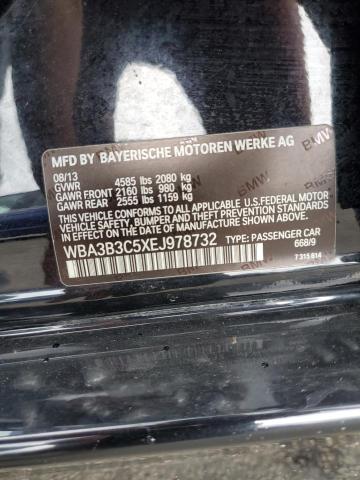 MFD BY BAYERISCHE MOTOREN WERKE AG
08/13
GVWR 4585 lbs 2080 kg
GAWR FRONT 2160 lbs 980 kg
GAWR REAR 2555 lbs 1159 kg
THIS VEHICLE CONFORMS TO ALL APPLICABLE U.S.FEDERAL MOTOR
VEHICLE SAFETY, BUMPER, AND THEFT PREVENTION STANDARDS
IN EFFECT ON THE DATE OF MANUFACTURE SHOWN ABOVE.
WBA3B3C5XEJ978732 TYPE: PASSENGER CAR
668/9
7 315 614